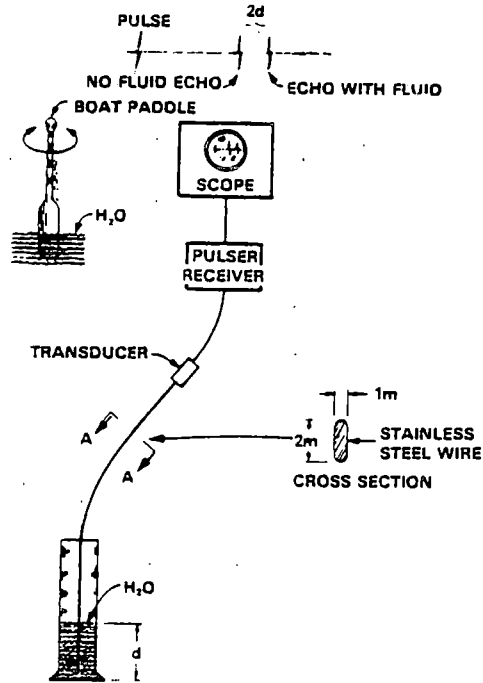 2d
PULSE
NO FLUID ECHO
ECHO WITH FLUID
BOAT PADDLE
H₂O
SCOPE
PULSER
RECEIVER
TRANSDUCER
1m
A
2m
STAINLESS
STEEL WIRE
A
CROSS SECTION
H₂O
d